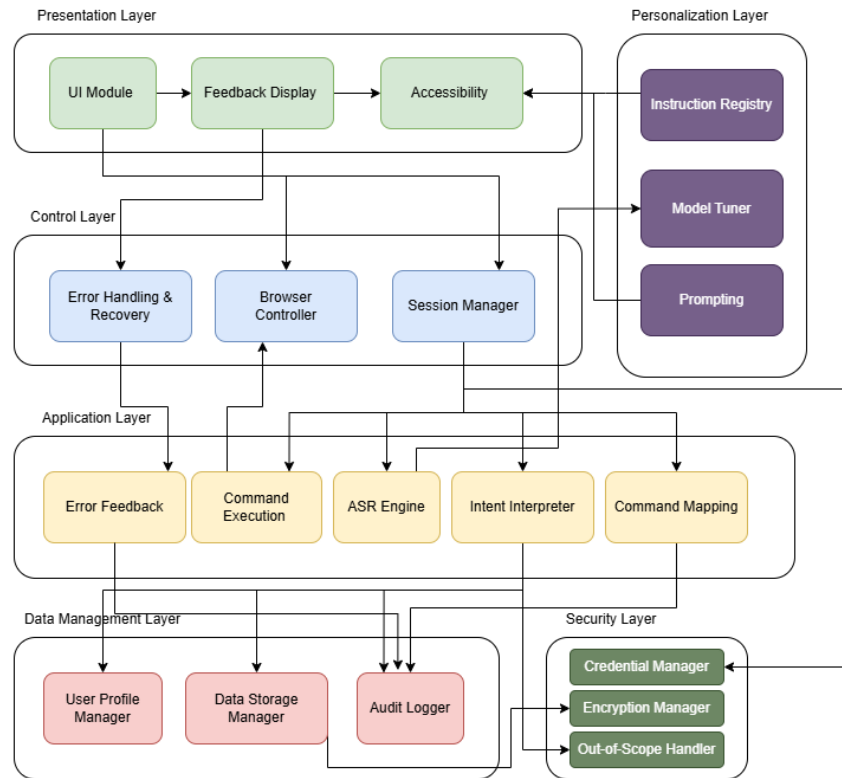 Presentation Layer
Personalization Layer
UI Module
Feedback Display
Accessibility
Instruction Registry
Model Tuner
Control Layer
Prompting
Error Handling &
Recovery
Browser
Controller
Session Manager
Application Layer
Error Feedback
Command
Execution
ASR Engine
Intent Interpreter
Command Mapping
Data Management Layer
Security Layer
User Profile
Manager
Data Storage
Manager
Audit Logger
Credential Manager
Encryption Manager
Out-of-Scope Handler